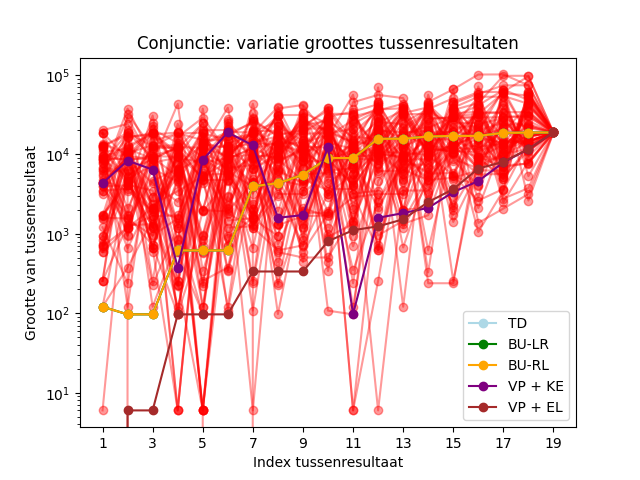 Conjunctie: variatie groottes tussenresultaten
Grootte van tussenresultaat
10^5
10^4
10^3
10^2
10^1
1 3 5 7 9 11 13 15 17 19
Index tussenresultaat
TD
BU-LR
BU-RL
VP + KE
VP + EL